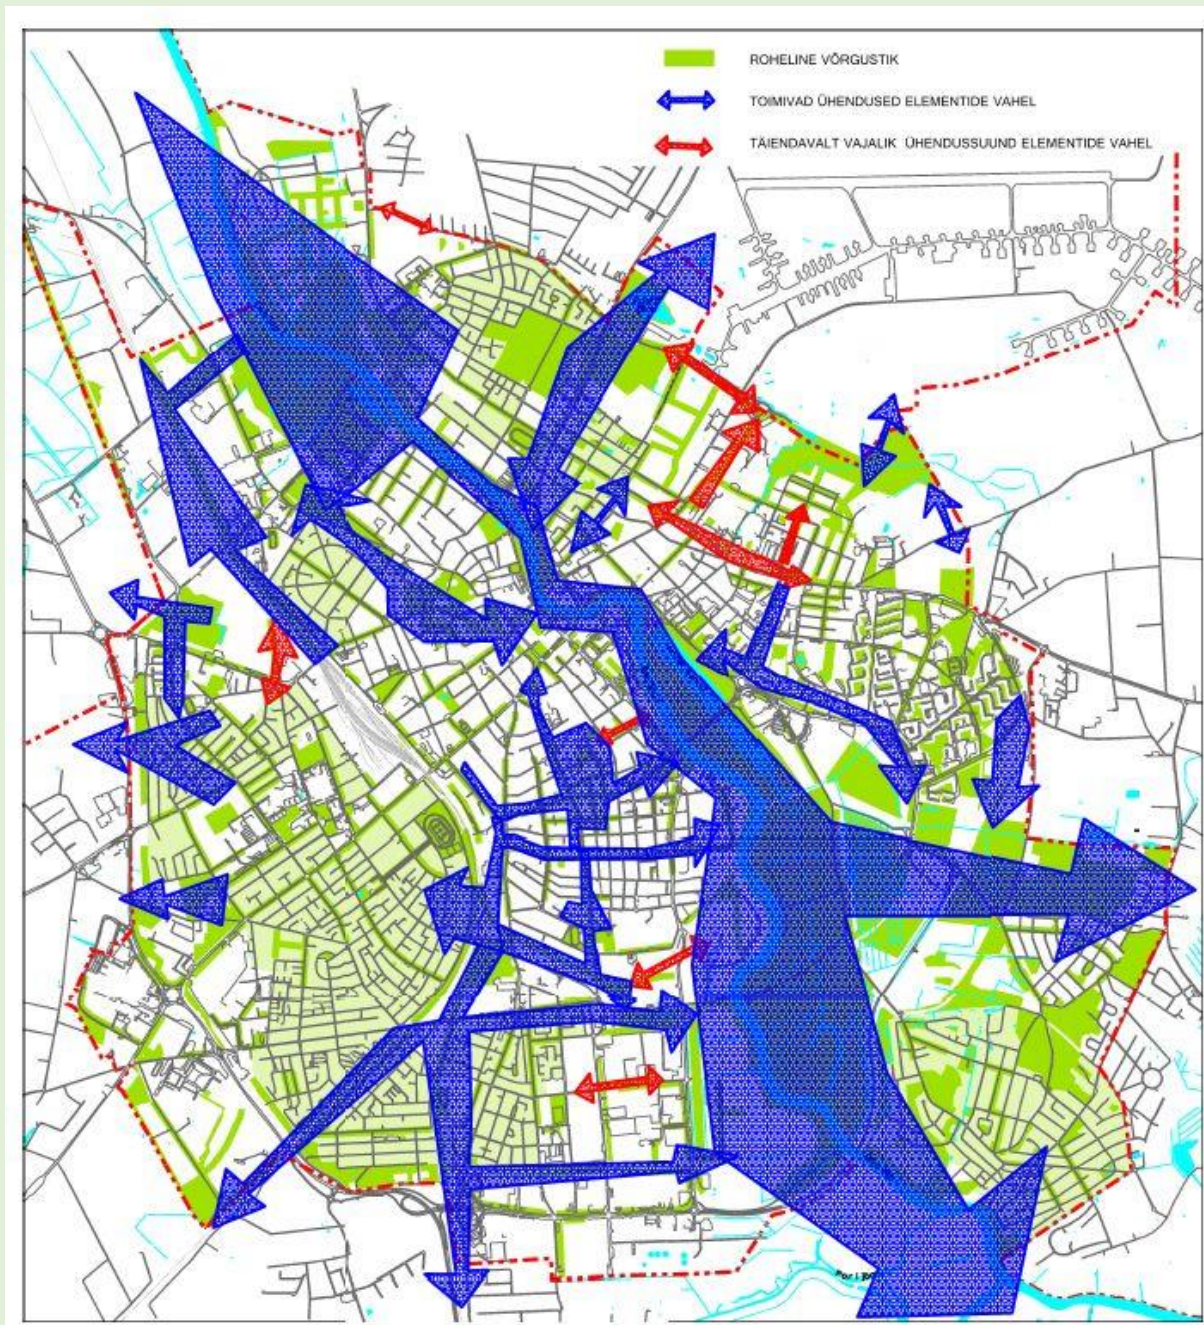 ROHELINE VÕRGUSTIK
TOIMIVAD ÜHENDUSED ELEMENTIDE VAHEL
TÄIENDAVALT VAJALIK ÜHENDUSSUUND ELEMENTIDE VAHEL